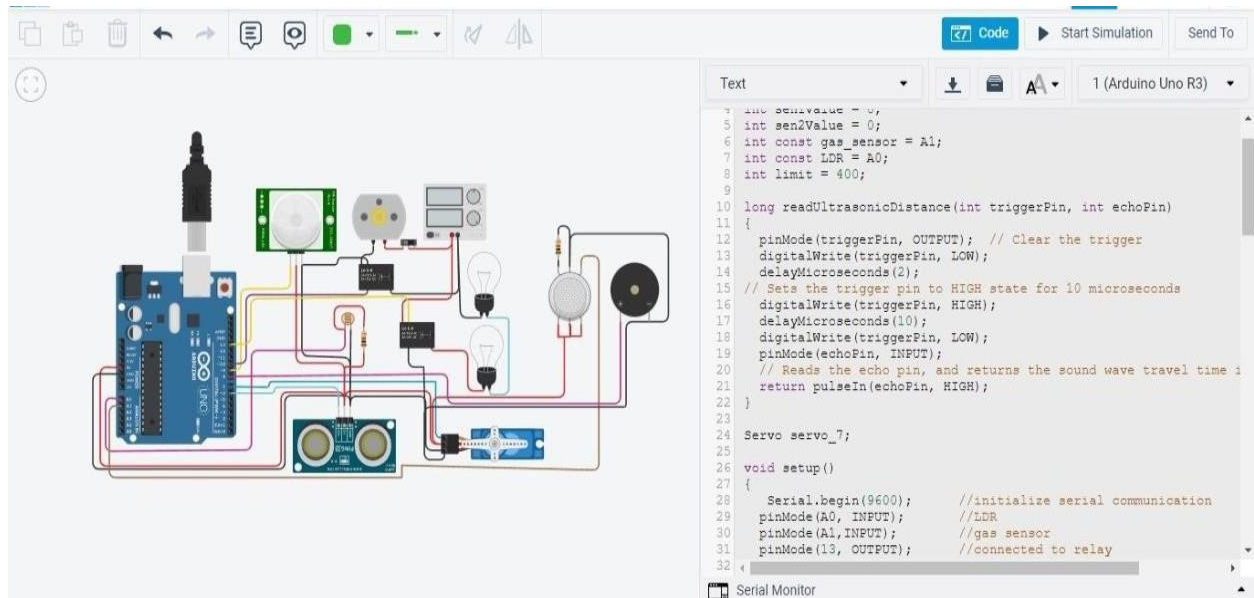 Code
Start Simulation
Send To
Text
1 (Arduino Uno R3)
5 int sen2Value = 0;
6 int const gas_sensor = A1;
7 int const LDR = A0;
8 int limit = 400;
9
10 long readUltrasonicDistance(int triggerPin, int echoPin)
11 {
12 pinMode(triggerPin, OUTPUT);  // Clear the trigger
13 digitalWrite(triggerPin, LOW);
14 delayMicroseconds(2);
15 // Sets the trigger pin to HIGH state for 10 microseconds
16 digitalWrite(triggerPin, HIGH);
17 delayMicroseconds(10);
18 digitalWrite(triggerPin, LOW);
19 pinMode(echoPin, INPUT);
20 // Reads the echo pin, and returns the sound wave travel time i
21 return pulseIn(echoPin, HIGH);
22 }
23
24 Servo servo_7;
25
26 void setup()
27 {
28 Serial.begin(9600);      //initialize serial communication
29 pinMode(A0, INPUT);      //LDR
30 pinMode(A1,INPUT);       //gas sensor
31 pinMode(13, OUTPUT);     //connected to relay
32
Serial Monitor
UNO
ARDUINO